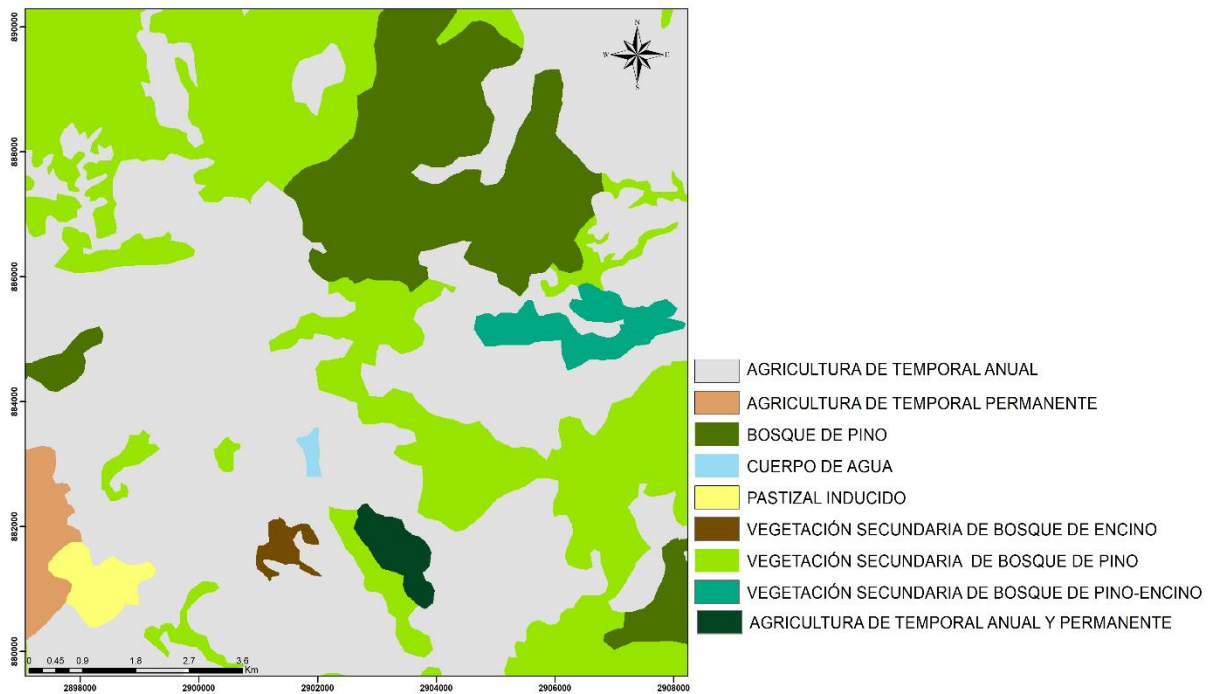 890000
N
W E
S
888000
886000
884000
882000
880000
AGRICULTURA DE TEMPORAL ANUAL
AGRICULTURA DE TEMPORAL PERMANENTE
BOSQUE DE PINO
CUERPO DE AGUA
PASTIZAL INDUCIDO
VEGETACIÓN SECUNDARIA DE BOSQUE DE ENCINO
VEGETACIÓN SECUNDARIA DE BOSQUE DE PINO
VEGETACIÓN SECUNDARIA DE BOSQUE DE PINO-ENCINO
AGRICULTURA DE TEMPORAL ANUAL Y PERMANENTE
0 0.45 0.9 1.8 2.7 3.6
Km
2898000 2900000 2902000 2904000 2906000 2908000